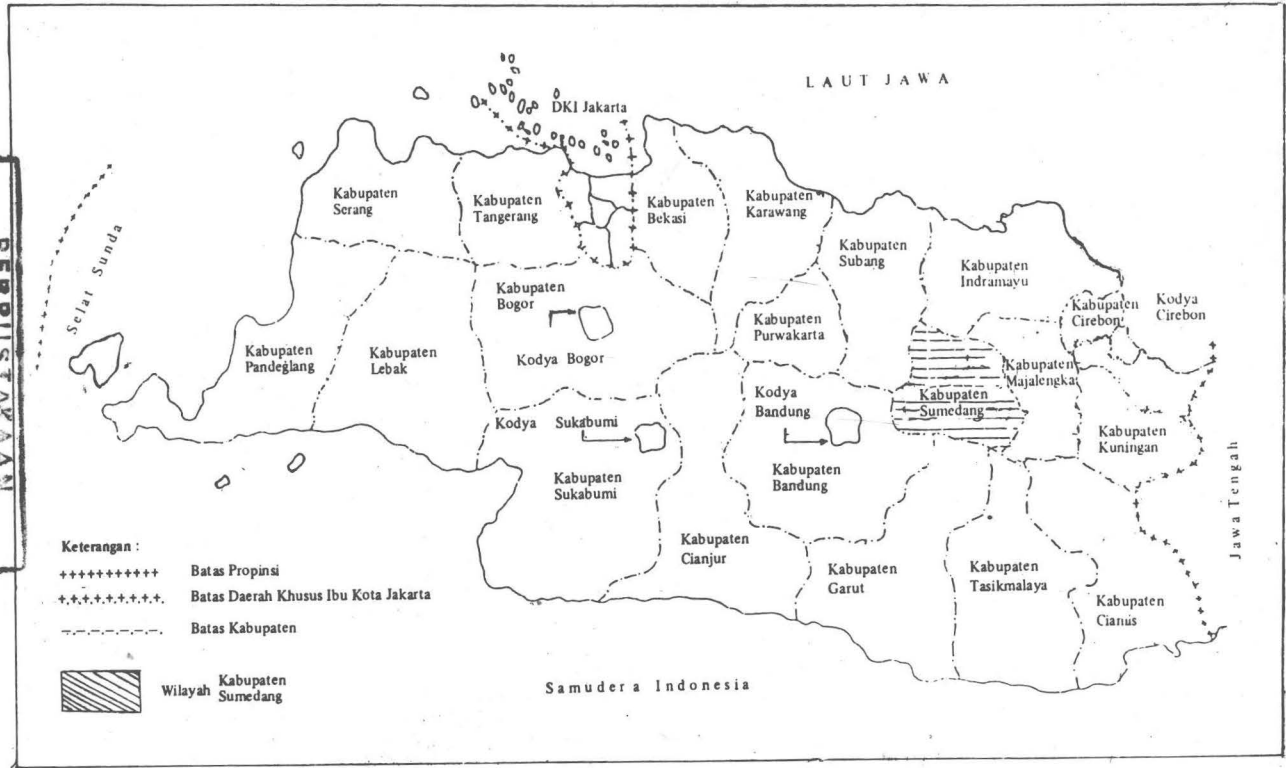 LAUT JAWA
DKI Jakarta
Selat Sunda
PERPUSTAKAAN
Kabupaten
Serang
Kabupaten
Tangerang
Kabupaten
Bekasi
Kabupaten
Karawang
Kabupaten
Subang
Kabupaten
Indramayu
Kabupaten
Cirebon
Kodya
Cirebon
Kabupaten
Pandeglang
Kabupaten
Lebak
Kabupaten
Bogor
Kodya Bogor
Kabupaten
Purwakarta
Kabupaten
Majalengka
Kabupaten
Sumedang
Kabupaten
Kuningan
Kodya Sukabumi
Kabupaten
Sukabumi
Kodya
Bandung
Kabupaten
Bandung
Kabupaten
Cianjur
Kabupaten
Garut
Kabupaten
Tasikmalaya
Kabupaten
Ciamis
Jawa Tengah
Samudera Indonesia
Keterangan :
Batas Propinsi
Batas Daerah Khusus Ibu Kota Jakarta
Batas Kabupaten
Wilayah Kabupaten
Sumedang